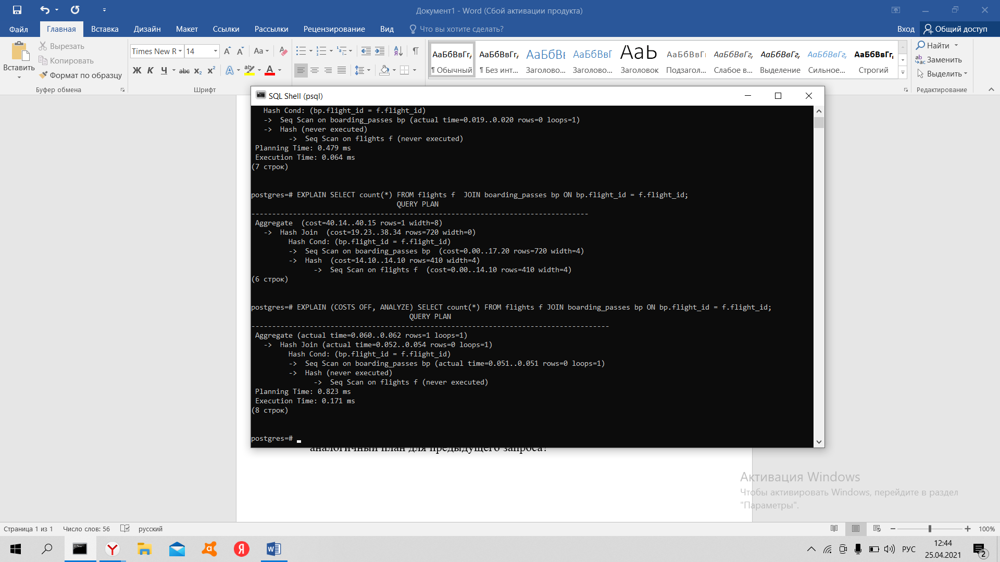 Документ1 - Word (Сбой активации продукта)
Файл Главная Вставка Дизайн Макет Ссылки Рассылки Рецензирование Вид Что вы хотите сделать? Вход Общий доступ
Вставить
Вырезать
Копировать
Формат по образцу
Буфер обмена
Times New R 14 Aa
Ж К Ч abc x₂ x² A ab A
Шрифт
АаБбВвГг, АаБбВвГг, АаБбВ АаБбВвГ АаВ АаБбВвГ АаБбВвГг, АаБбВвГг, АаБбВвГг, АаБбВвГг,
¶ Обычный ¶ Без инт... Заголово... Заголово... Заголовок Подзагол... Слабое в... Выделение Сильное... Строгий
Найти
Заменить
Выделить
Редактирование
SQL Shell (psql)
Hash Cond: (bp.flight_id = f.flight_id)
-> Seq Scan on boarding_passes bp (actual time=0.019..0.020 rows=0 loops=1)
-> Hash (never executed)
-> Seq Scan on flights f (never executed)
Planning Time: 0.479 ms
Execution Time: 0.064 ms
(7 строк)
postgres=# EXPLAIN SELECT count(*) FROM flights f  JOIN boarding_passes bp ON bp.flight_id = f.flight_id;
QUERY PLAN
---------------------------------------------------------------------------------
Aggregate  (cost=40.14..40.15 rows=1 width=8)
-> Hash Join  (cost=19.23..38.34 rows=720 width=0)
Hash Cond: (bp.flight_id = f.flight_id)
-> Seq Scan on boarding_passes bp  (cost=0.00..17.20 rows=720 width=4)
-> Hash  (cost=14.10..14.10 rows=410 width=4)
-> Seq Scan on flights f  (cost=0.00..14.10 rows=410 width=4)
(6 строк)
postgres=# EXPLAIN (COSTS OFF, ANALYZE) SELECT count(*) FROM flights f JOIN boarding_passes bp ON bp.flight_id = f.flight_id;
QUERY PLAN
--------------------------------------------------------------------------------------
Aggregate (actual time=0.060..0.062 rows=1 loops=1)
-> Hash Join (actual time=0.052..0.054 rows=0 loops=1)
Hash Cond: (bp.flight_id = f.flight_id)
-> Seq Scan on boarding_passes bp (actual time=0.051..0.051 rows=0 loops=1)
-> Hash (never executed)
-> Seq Scan on flights f (never executed)
Planning Time: 0.823 ms
Execution Time: 0.171 ms
(8 строк)
postgres=#
аналогичный план для предыдущего запроса?
Активация Windows
Чтобы активировать Windows, перейдите в раздел
"Параметры".
Страница 1 из 1 Число слов: 56 русский 100%
РУС 12:44
25.04.2021
2